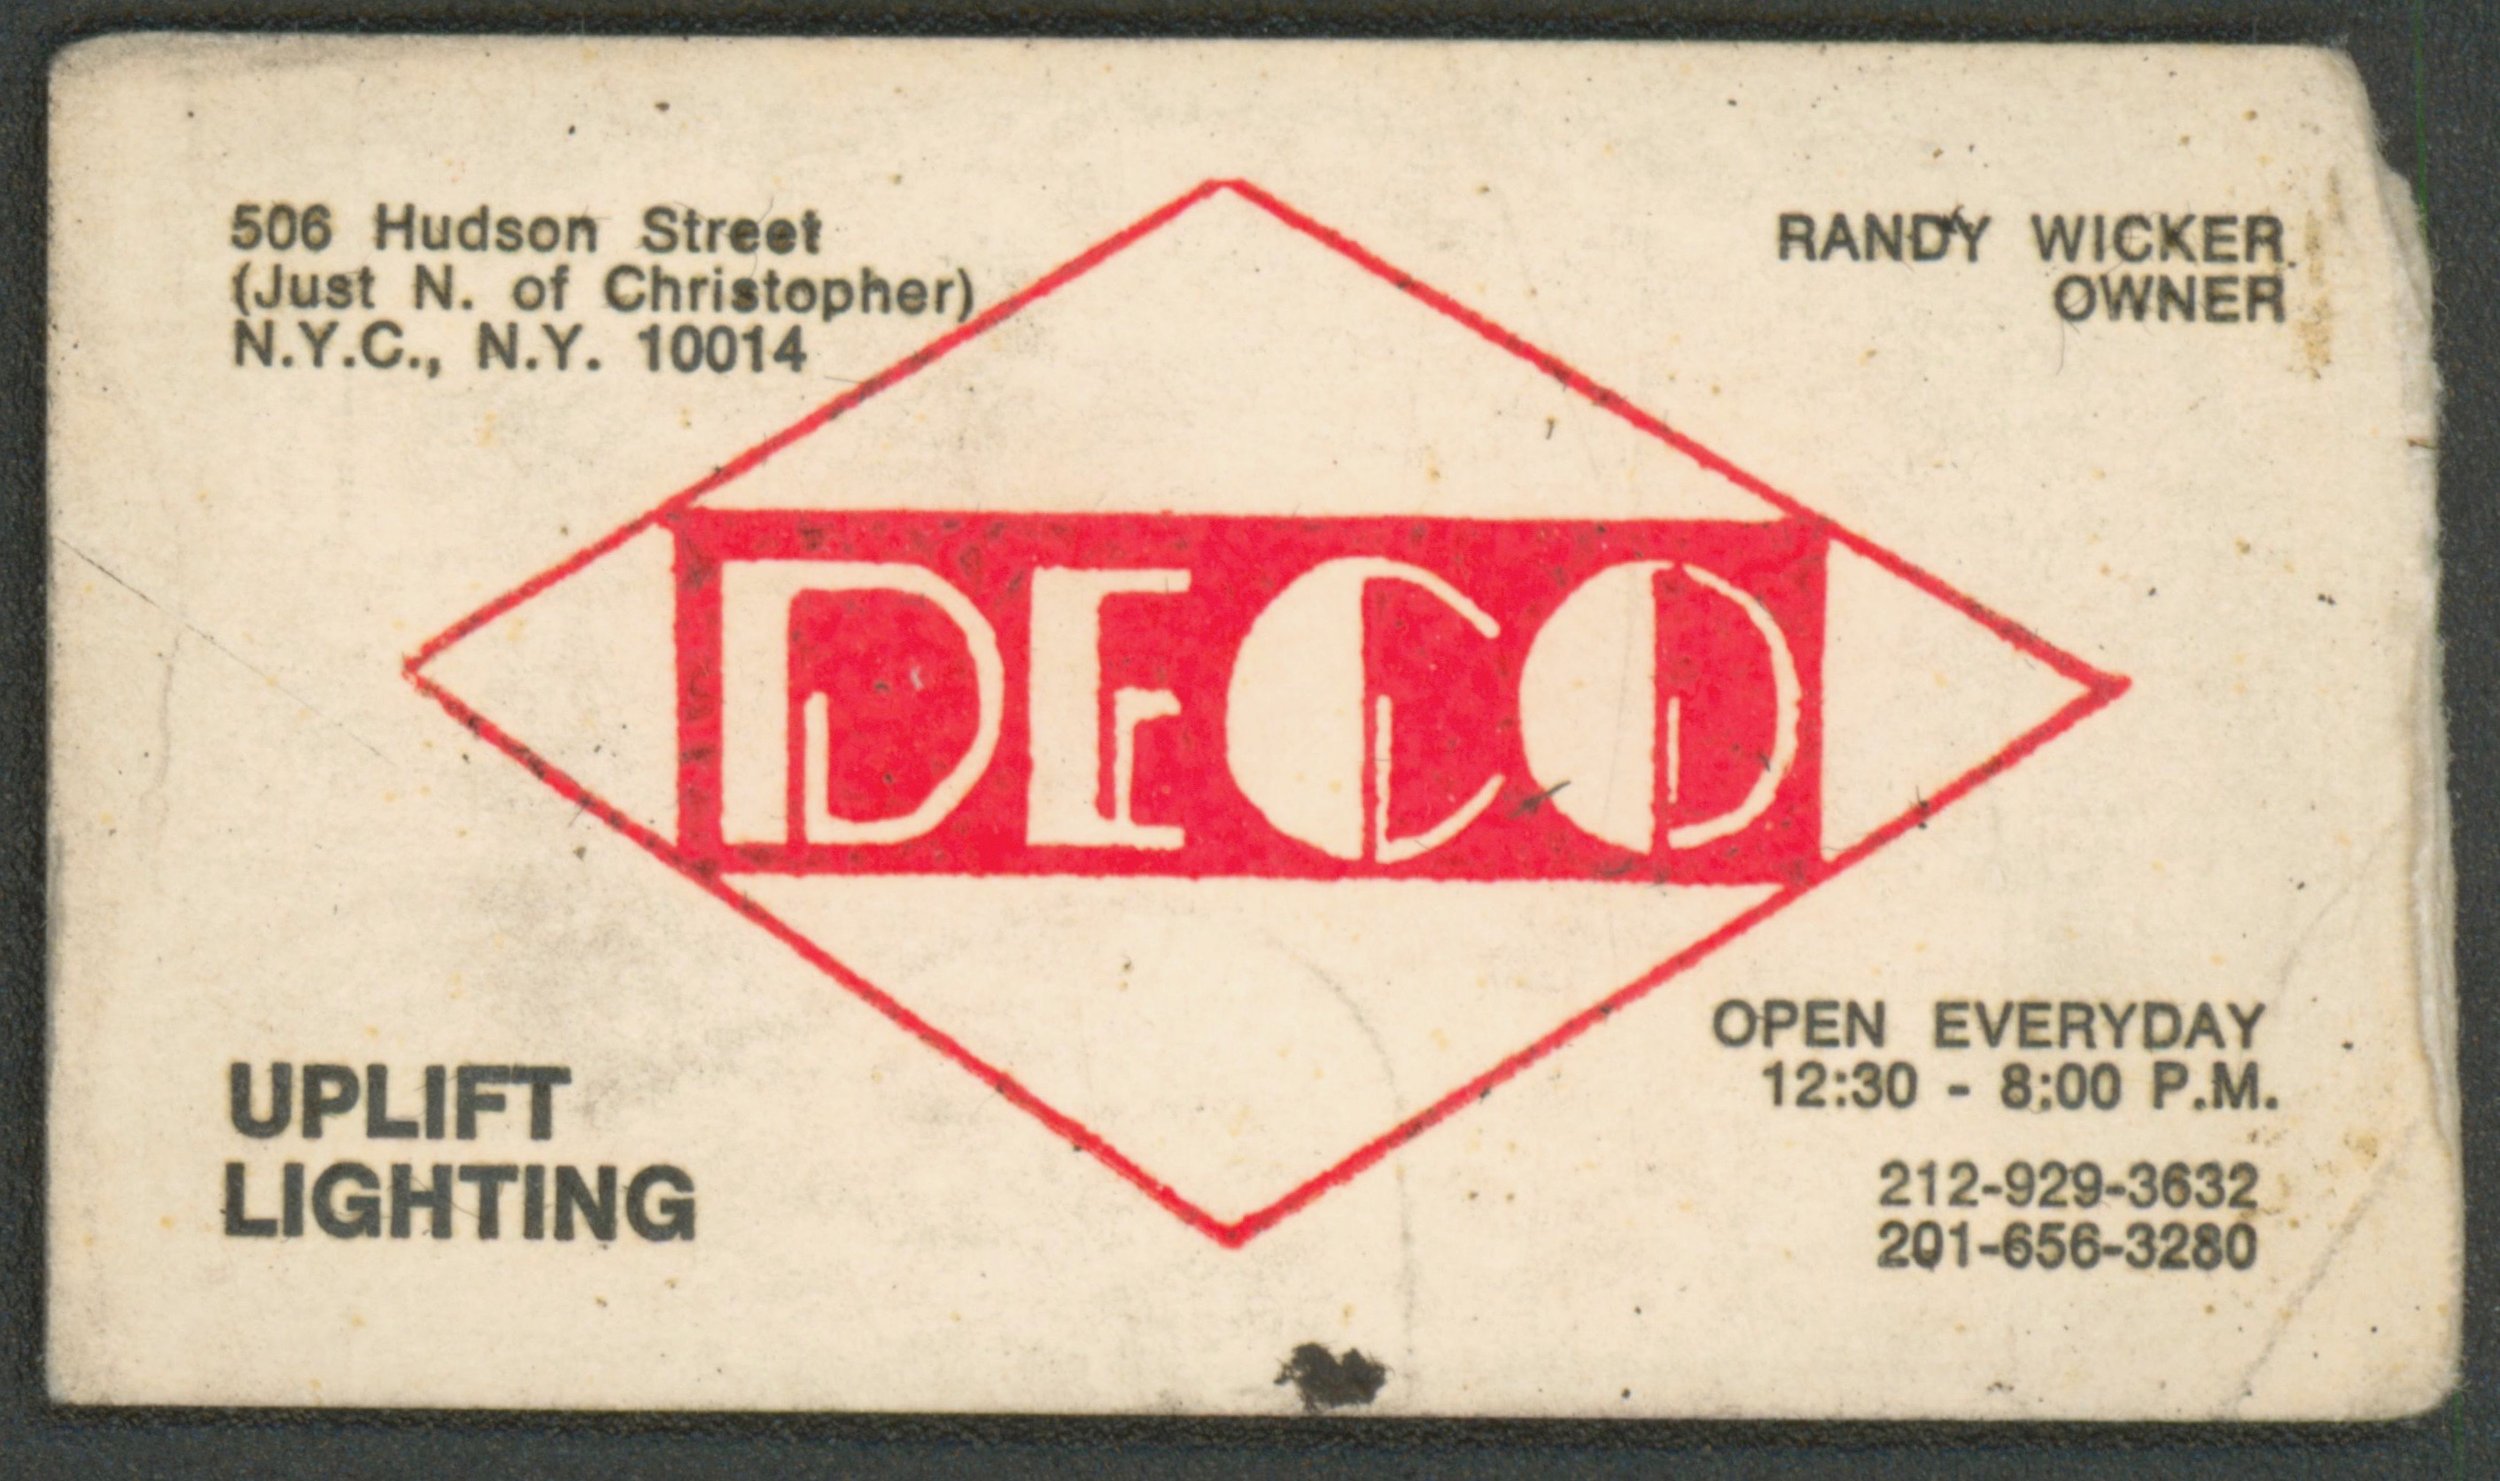 506 Hudson Street
(Just N. of Christopher)
N.Y.C., N.Y. 10014
RANDY WICKER
OWNER
DECO
UPLIFT
LIGHTING
OPEN EVERYDAY
12:30 - 8:00 P.M.
212-929-3632
201-656-3280